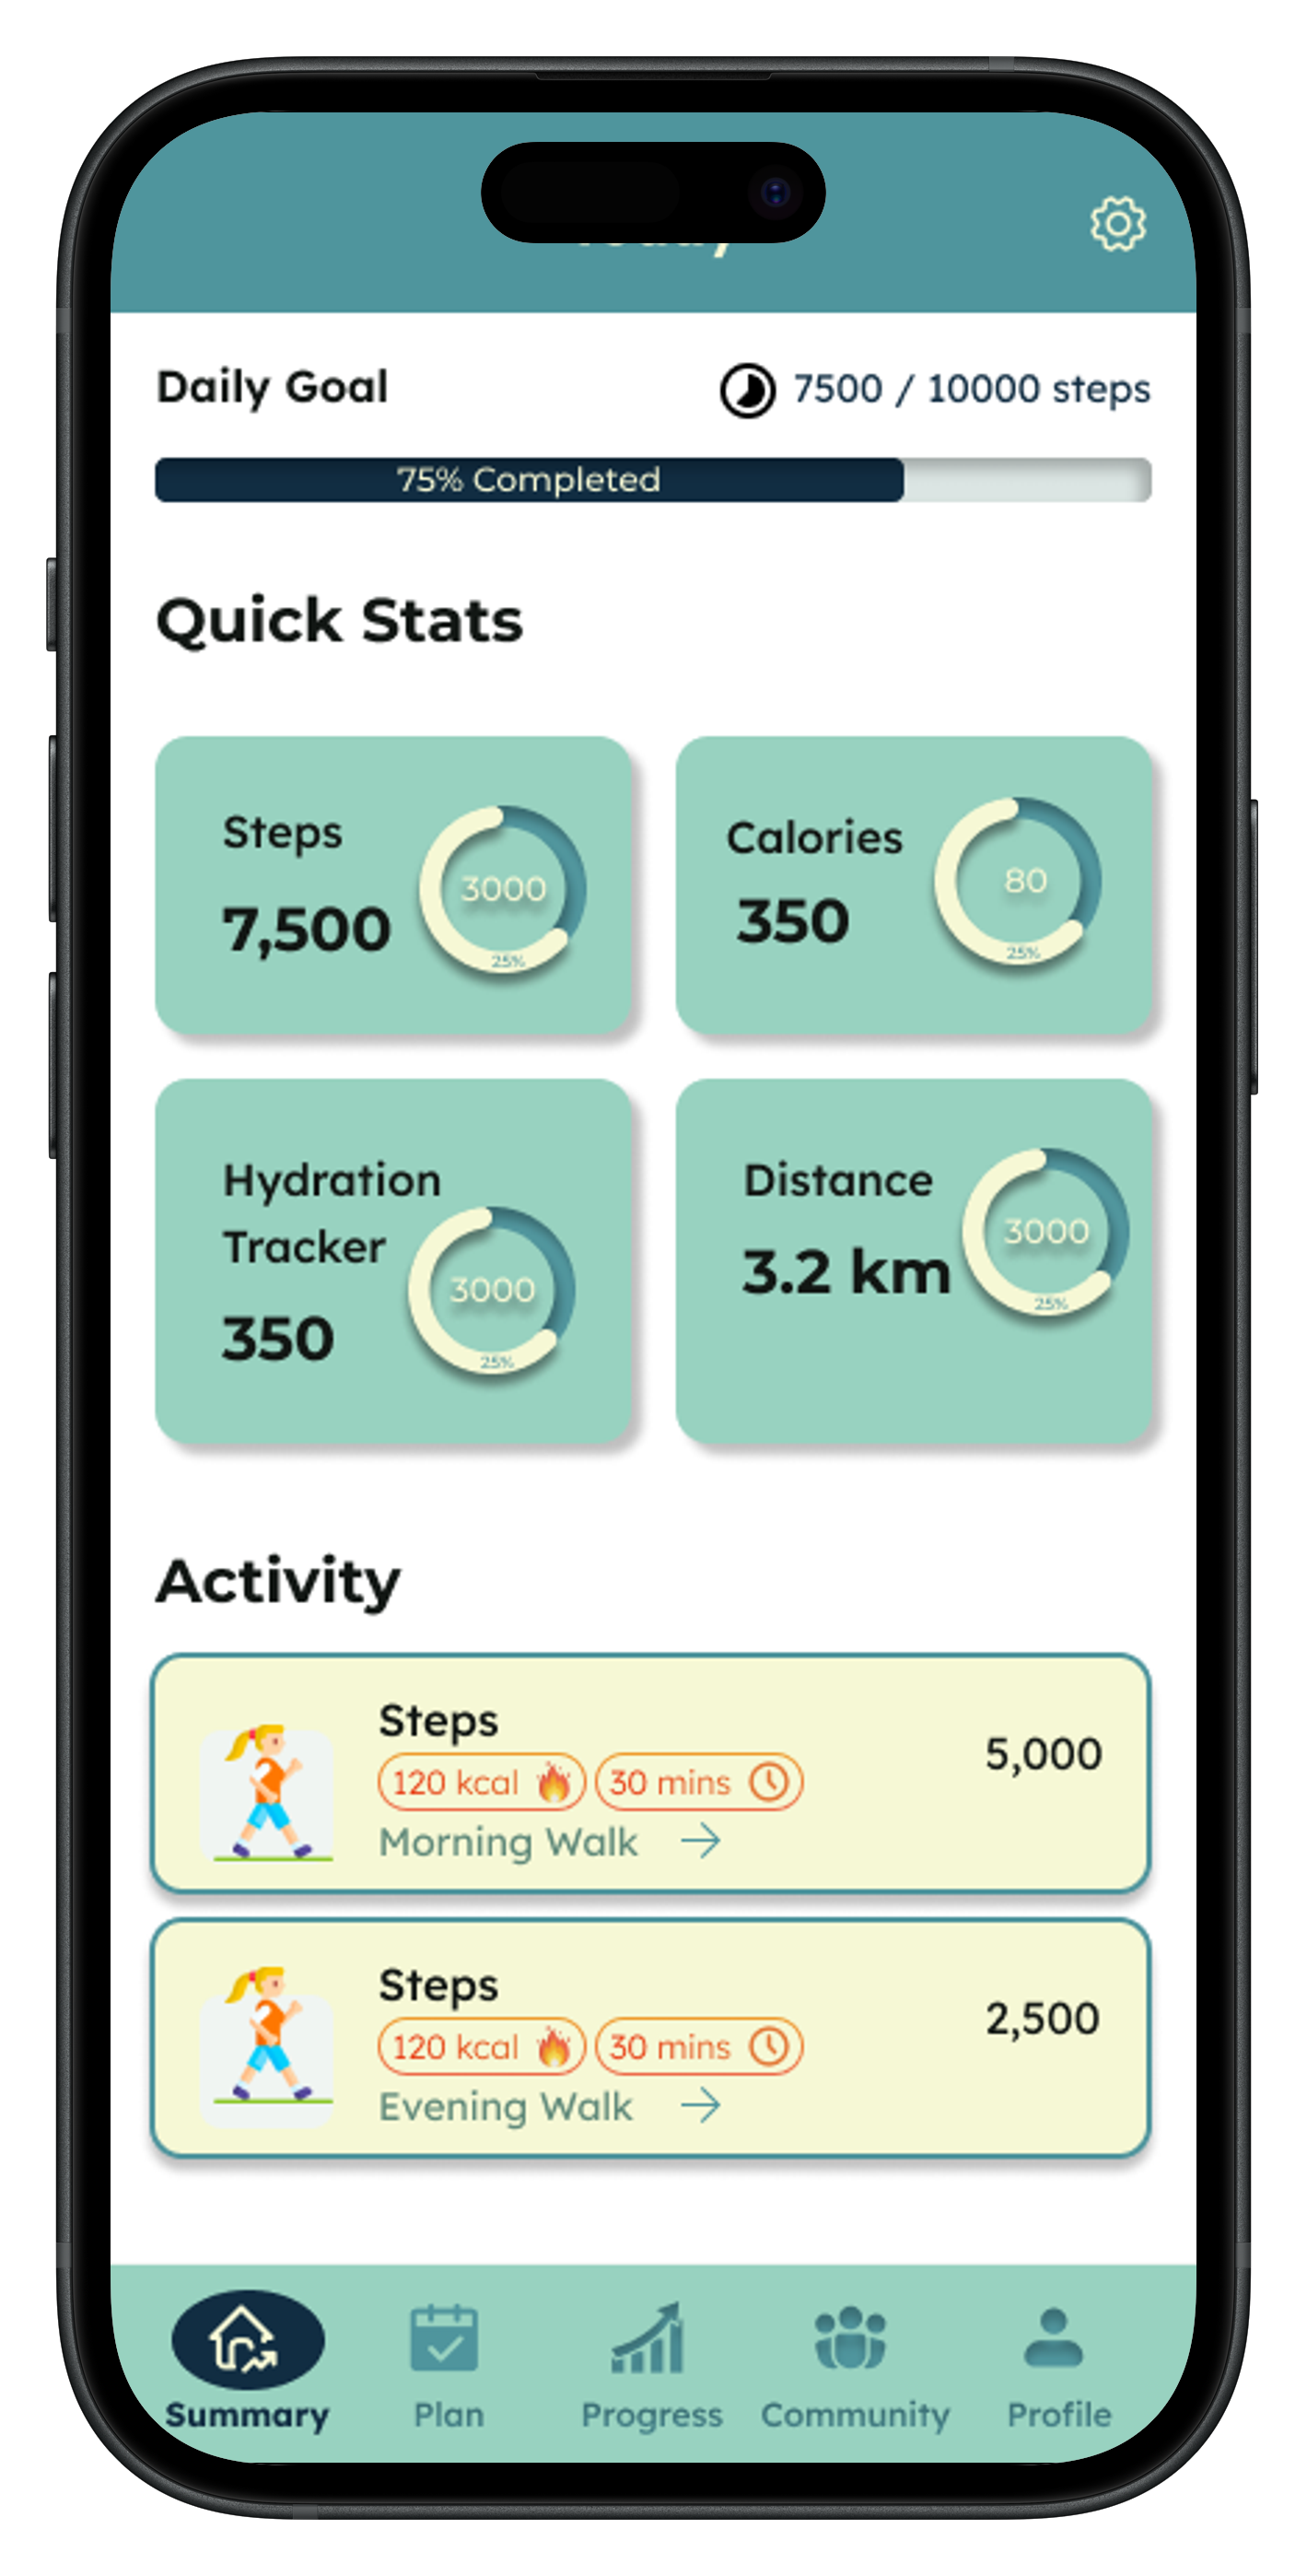 Daily Goal
7500 / 10000 steps
75% Completed
Quick Stats
Steps
7,500
3000
25%
Calories
350
80
25%
Hydration
Tracker
350
3000
25%
Distance
3.2 km
3000
25%
Activity
Steps
120 kcal
30 mins
Morning Walk
5,000
Steps
120 kcal
30 mins
Evening Walk
2,500
Summary
Plan
Progress
Community
Profile